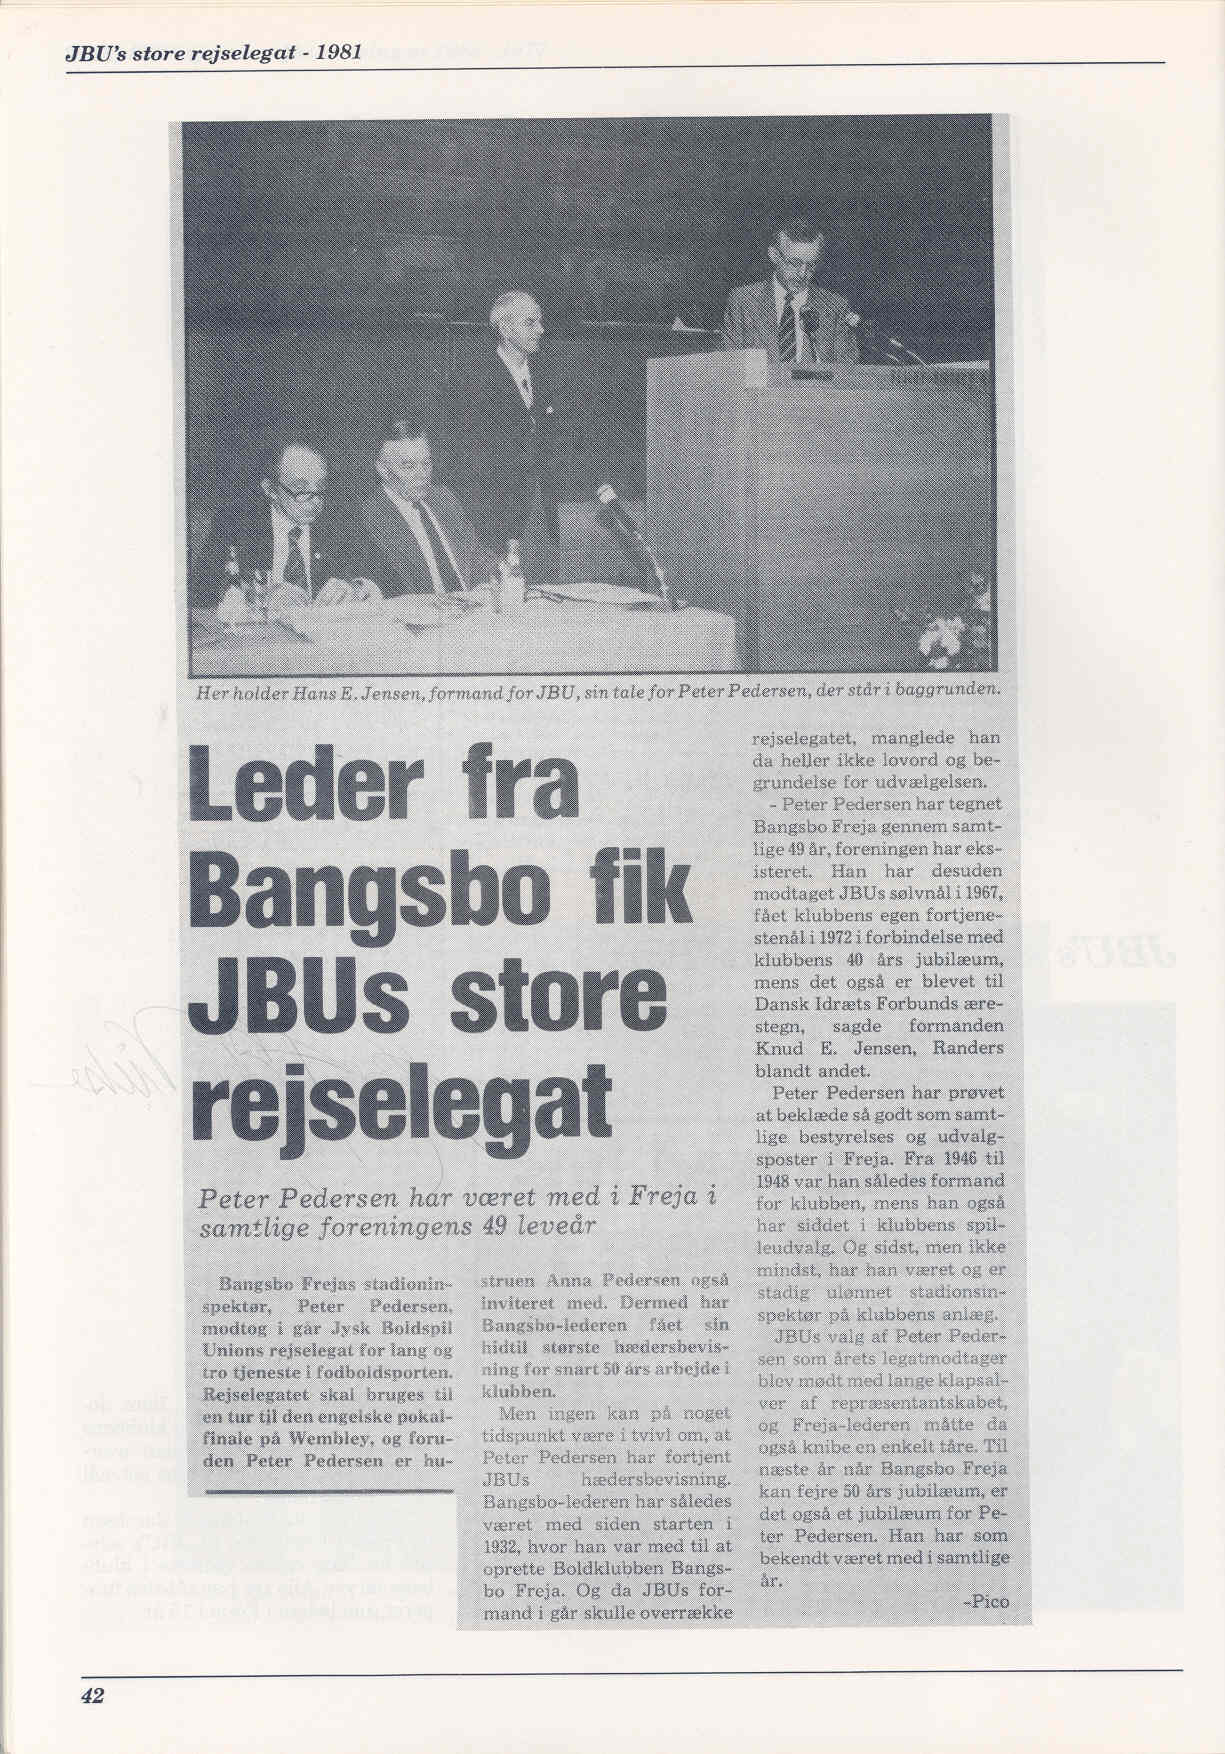 JBU's store rejselegat - 1981
Her holder Hans E. Jensen, formand for JBU, sin tale for Peter Pedersen, der står i baggrunden.
Leder fra
Bangsbo fik
JBUs store
rejselegat
Peter Pedersen har været med i Freja i
samtlige foreningens 49 leveår
Bangsbo Frejas stadionin-
spektør, Peter Pedersen,
modtog i går Jysk Boldspil
Unions rejselegat for lang og
tro tjeneste i fodboldsporten.
Rejselegatet skal bruges til
en tur til den engelske pokal-
finale på Wembley, og foru-
den Peter Pedersen er hu-
struen Anna Pedersen også
inviteret med. Dermed har
Bangsbo-lederen fået sin
hidtil største hædersbevis-
ning for snart 50 års arbejde i
klubben.
Men ingen kan på noget
tidspunkt være i tvivl om, at
Peter Pedersen har fortjent
JBUs hædersbevisning.
Bangsbo-lederen har således
været med siden starten i
1932, hvor han var med til at
oprette Boldklubben Bangs-
bo Freja. Og da JBUs for-
mand i går skulle overrække
rejselegatet, manglede han
da heller ikke lovord og be-
grundelse for udvælgelsen.
- Peter Pedersen har tegnet
Bangsbo Freja gennem samt-
lige 49 år, foreningen har eks-
isteret. Han har desuden
modtaget JBUs sølvnål i 1967,
fået klubbens egen fortjene-
stenål i 1972 i forbindelse med
klubbens 40 års jubilæum,
mens det også er blevet til
Dansk Idræts Forbunds ære-
stegn, sagde formanden
Knud E. Jensen, Randers
blandt andet.
Peter Pedersen har prøvet
at beklæde så godt som samt-
lige bestyrelses og udvalg-
sposter i Freja. Fra 1946 til
1948 var han således formand
for klubben, mens han også
har siddet i klubbens spil-
leudvalg. Og sidst, men ikke
mindst, har han været og er
stadig ulønnet stadionsin-
spektør på klubbens anlæg.
JBUs valg af Peter Peder-
sen som årets legatmodtager
blev mødt med lange klapsal-
ver af repræsentantskabet,
og Freja-lederen måtte da
også knibe en enkelt tåre. Til
næste år når Bangsbo Freja
kan fejre 50 års jubilæum, er
det også et jubilæum for Pe-
ter Pedersen. Han har som
bekendt været med i samtlige
år.
-Pico
42